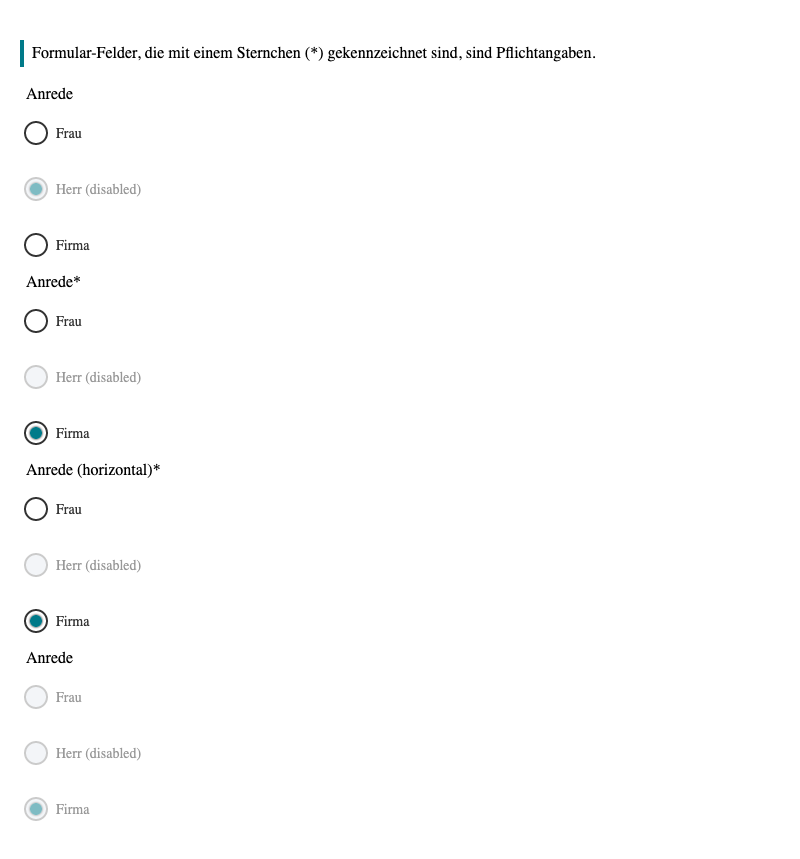 Formular-Felder, die mit einem Sternchen (*) gekennzeichnet sind, sind Pflichtangaben.
Anrede
Frau
Herr (disabled)
Firma
Anrede*
Frau
Herr (disabled)
Firma
Anrede (horizontal)*
Frau
Herr (disabled)
Firma
Anrede
Frau
Herr (disabled)
Firma